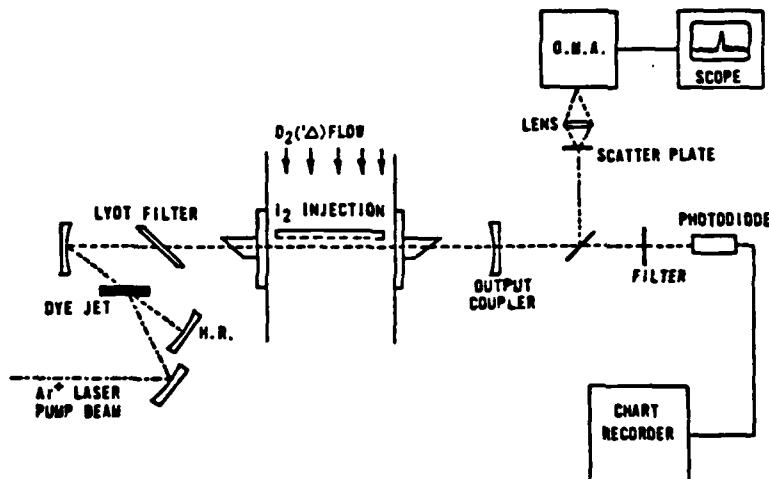 O.M.A.
SCOPE
LENS
SCATTER PLATE
O₂('Δ) FLOW
I₂ INJECTION
LYOT FILTER
PHOTODIODE
FILTER
OUTPUT
COUPLER
DYE JET
H.R.
Ar⁺ LASER
PUMP BEAM
CHART
RECORDER